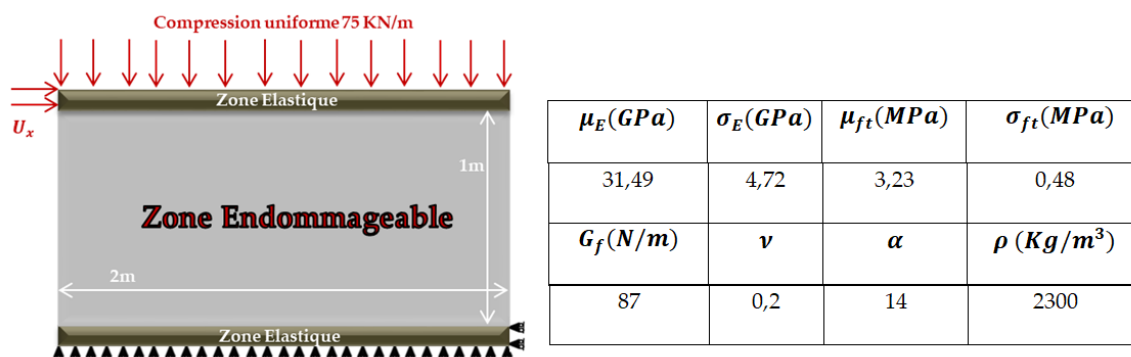 Compression uniforme 75 KN/m
Zone Elastique
U_x
1m
Zone Endommageable
2m
Zone Elastique
μ_E(GPa) σ_E(GPa) μ_ft(MPa) σ_ft(MPa)
31,49 4,72 3,23 0,48
G_f(N/m) ν α ρ (Kg/m³)
87 0,2 14 2300